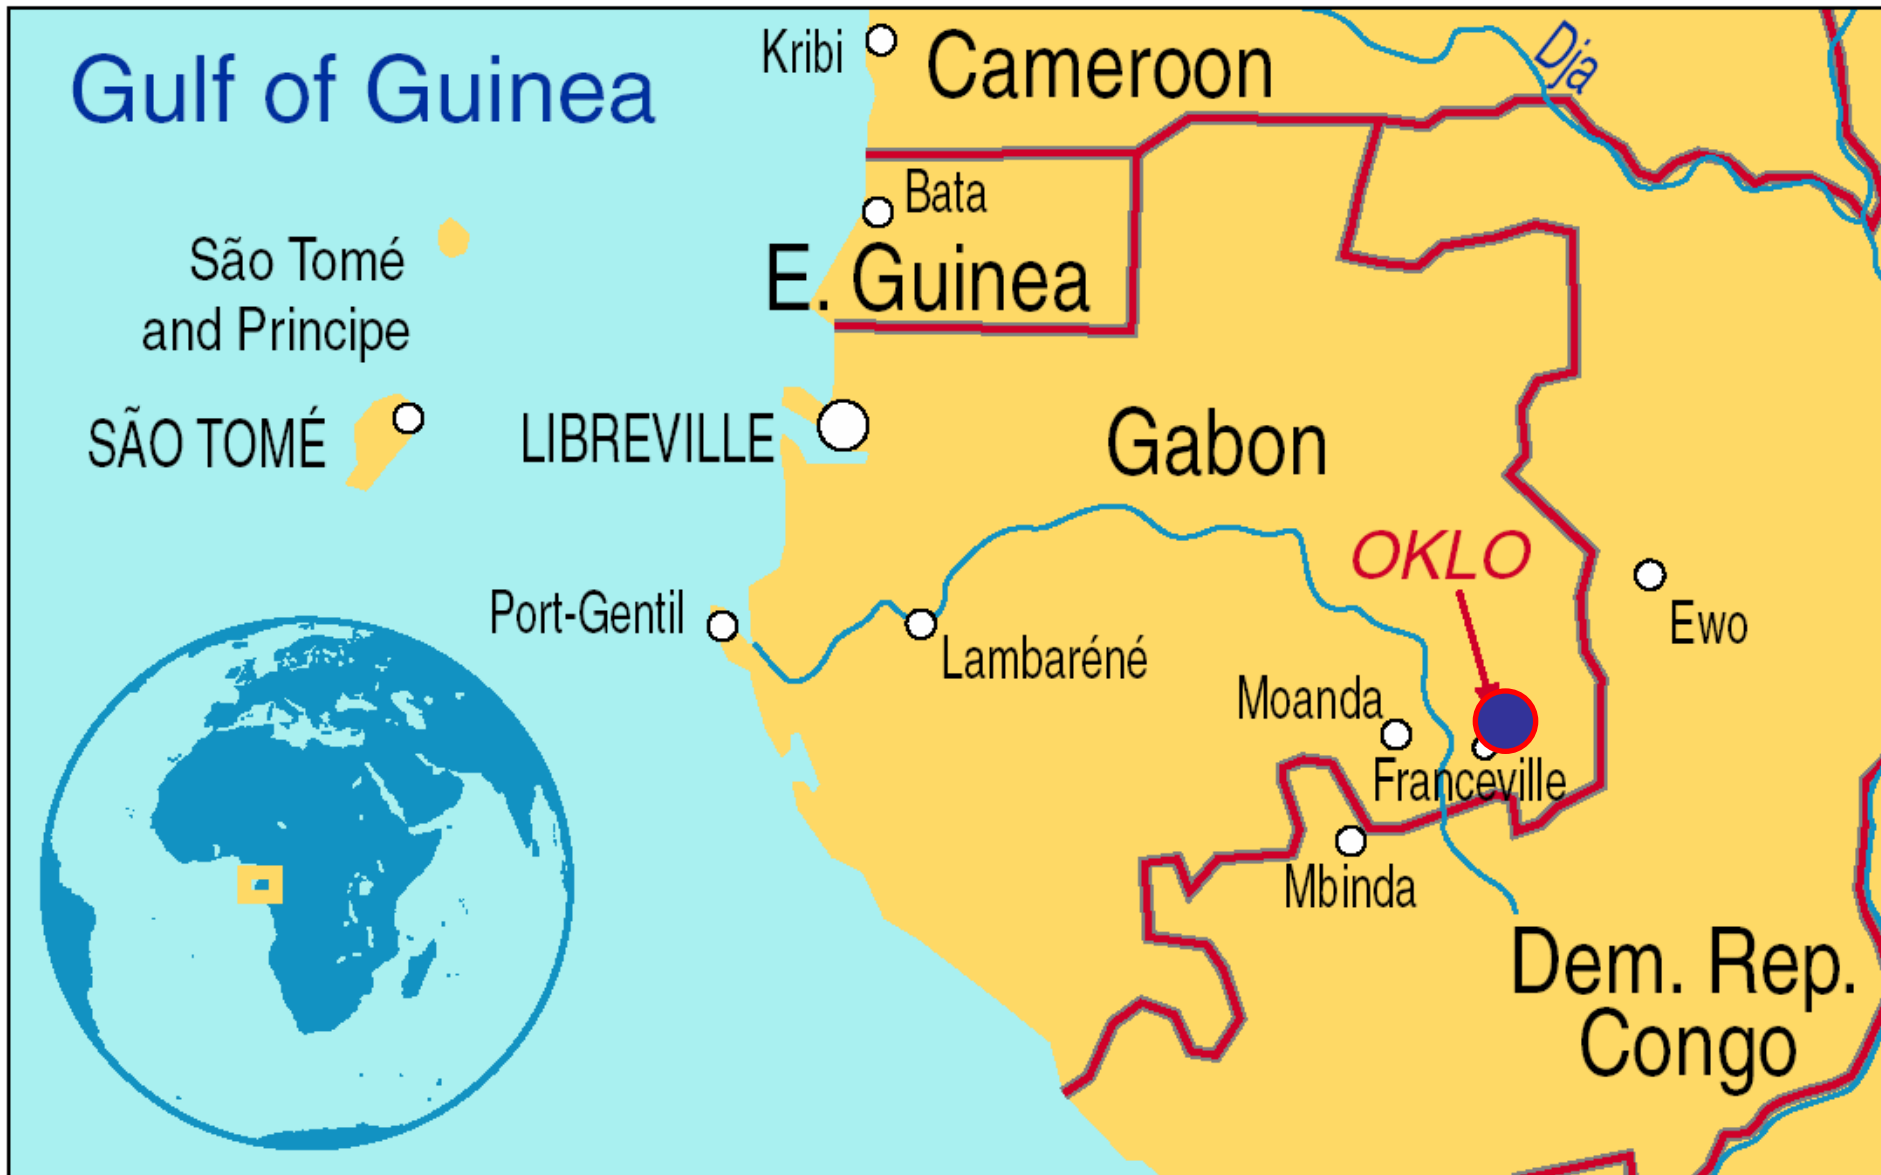 Gulf of Guinea
Kribi
Cameroon
Dja
Bata
E. Guinea
São Tomé
and Principe
SÃO TOMÉ
LIBREVILLE
Gabon
OKLO
Port-Gentil
Lambaréné
Ewo
Moanda
Franceville
Mbinda
Dem. Rep.
Congo